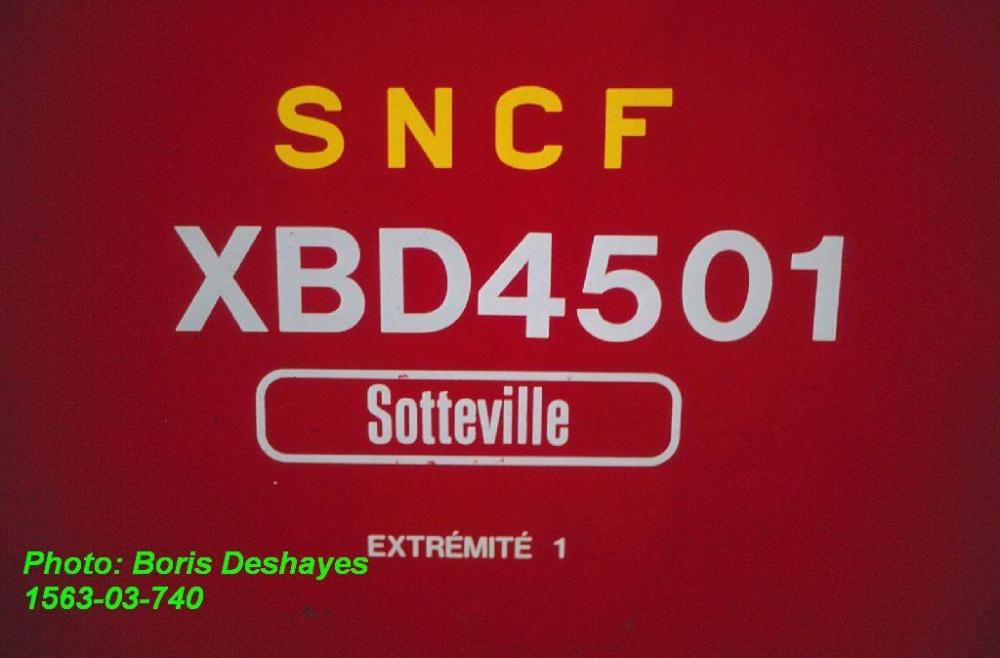 SNCF
XBD4501
Sotteville
EXTRÉMITÉ 1
Photo: Boris Deshayes
1563-03-740